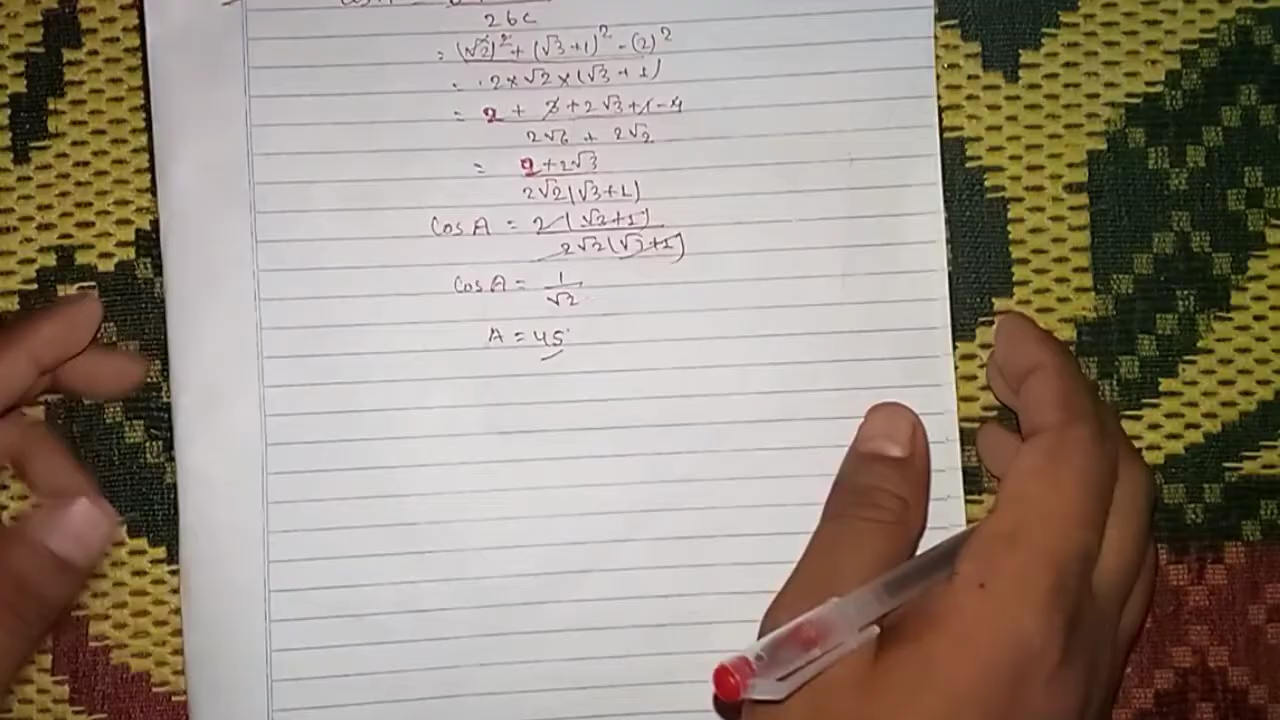 2bc
= (√2)² + (√3+1)² - (2)²
= 2×√2×(√3+1)
= 2 + 3+2√3+1-4
2√6 + 2√2
= 2+2√3
2√2(√3+1)
Cos A = 2(√3+1)
2√2(√3+1)
Cos A = 1
√2
A = 45°